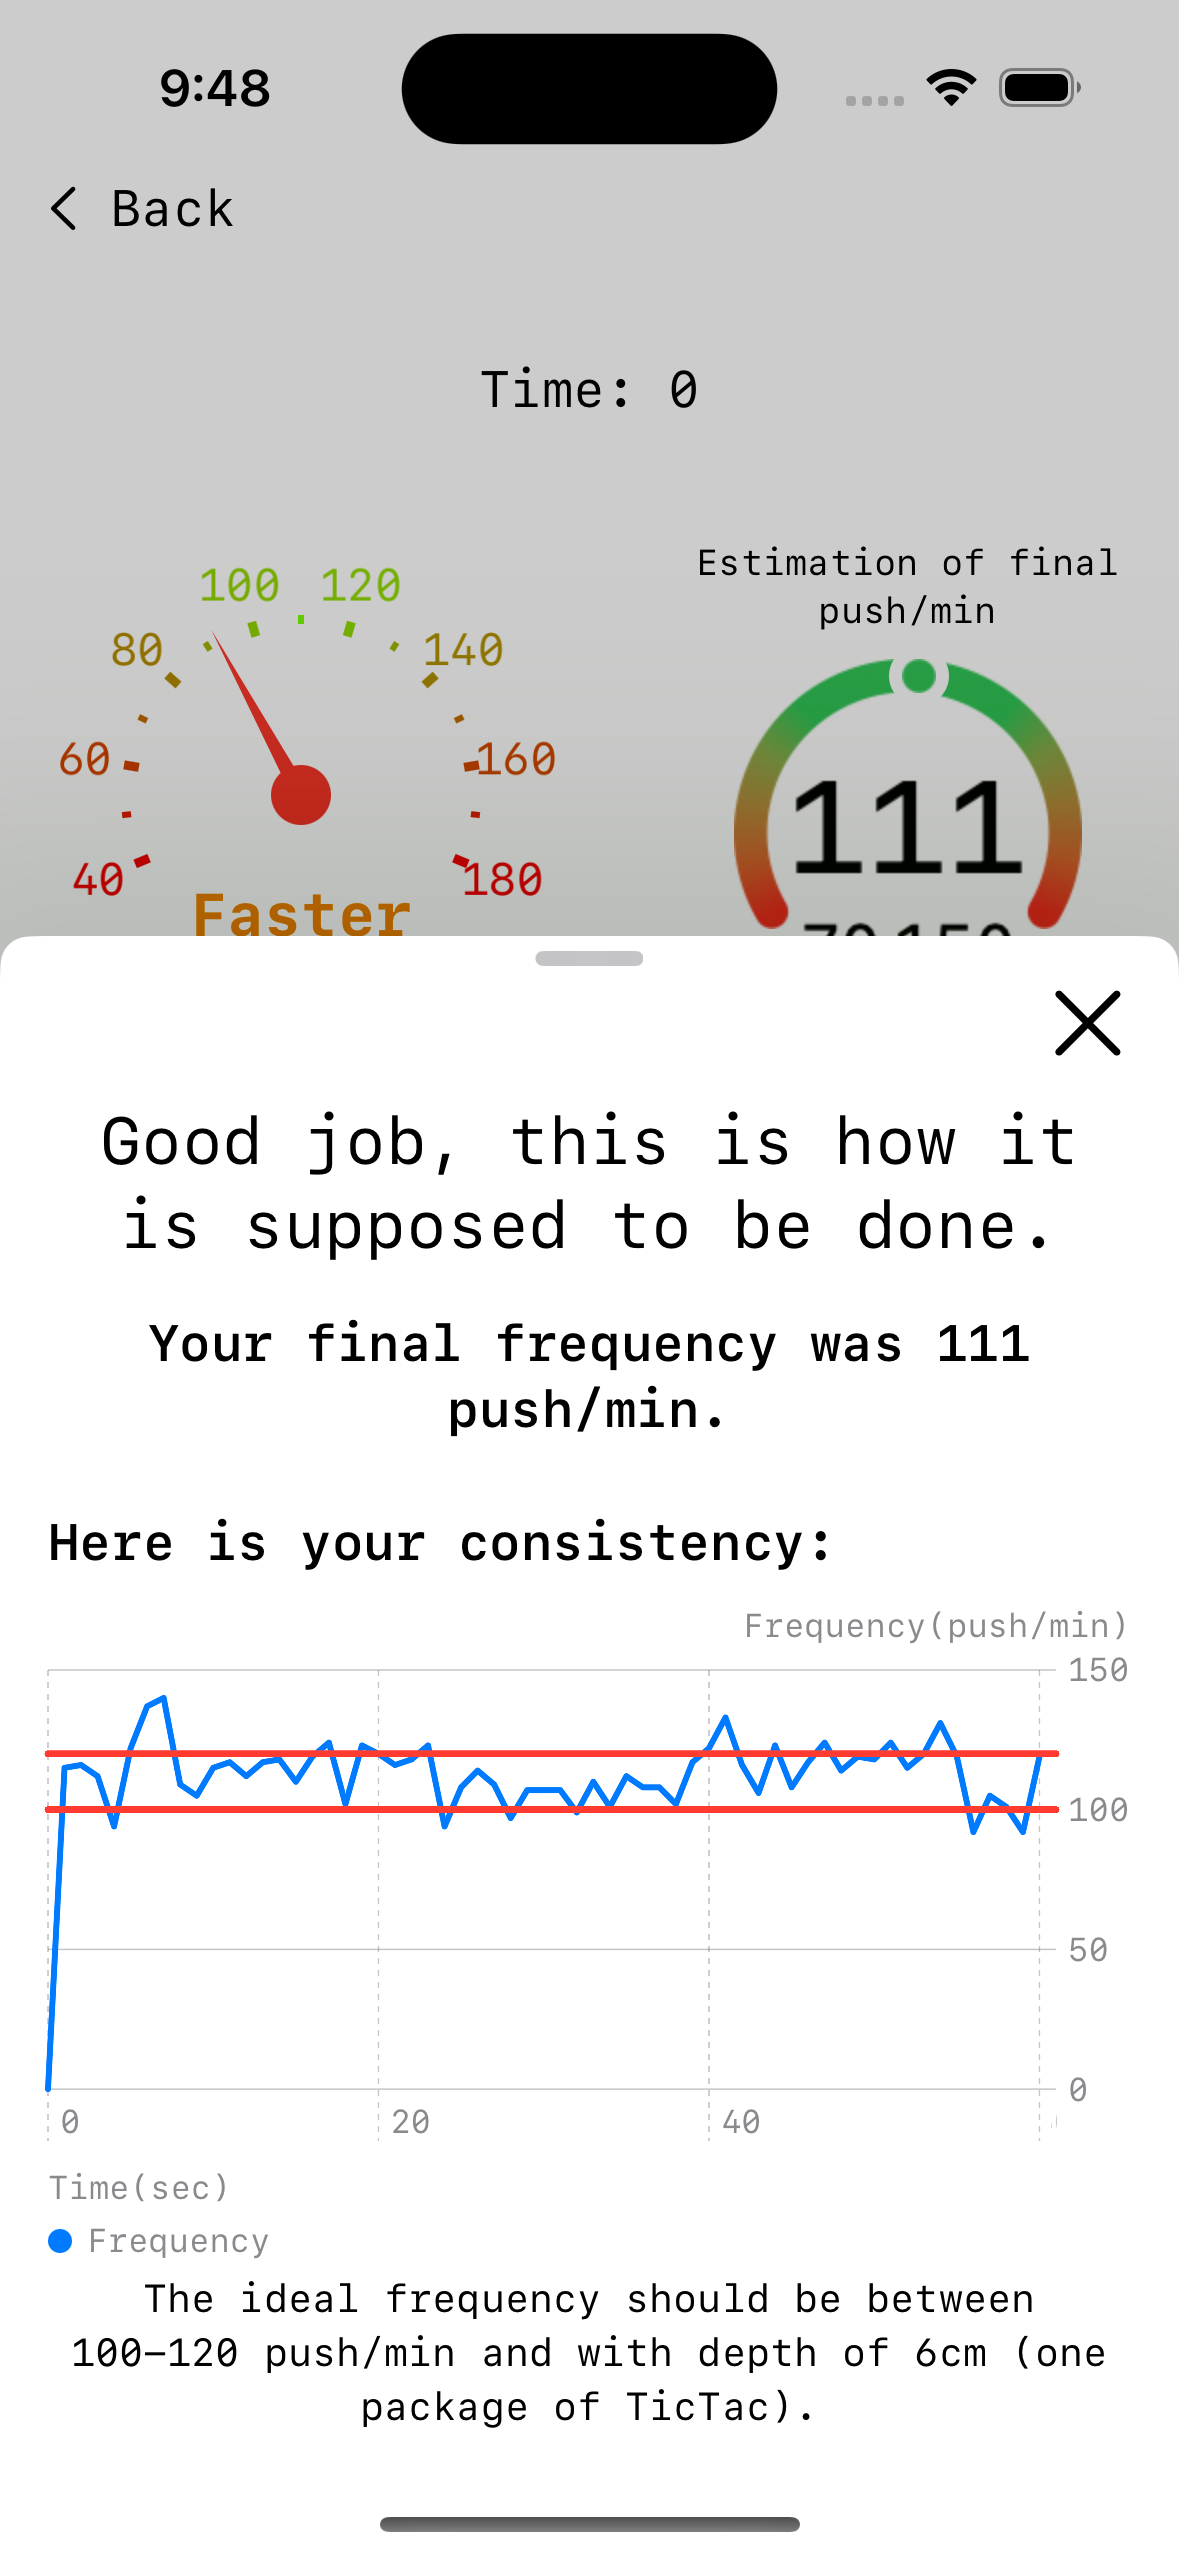 9:48
Back
Time: 0
100 120
80 140
60 160
40 180
Faster
Estimation of final
push/min
111
70 150
Good job, this is how it
is supposed to be done.
Your final frequency was 111
push/min.
Here is your consistency:
Frequency(push/min)
150
100
50
0
0 20 40
Time(sec)
Frequency
The ideal frequency should be between
100–120 push/min and with depth of 6cm (one
package of TicTac).